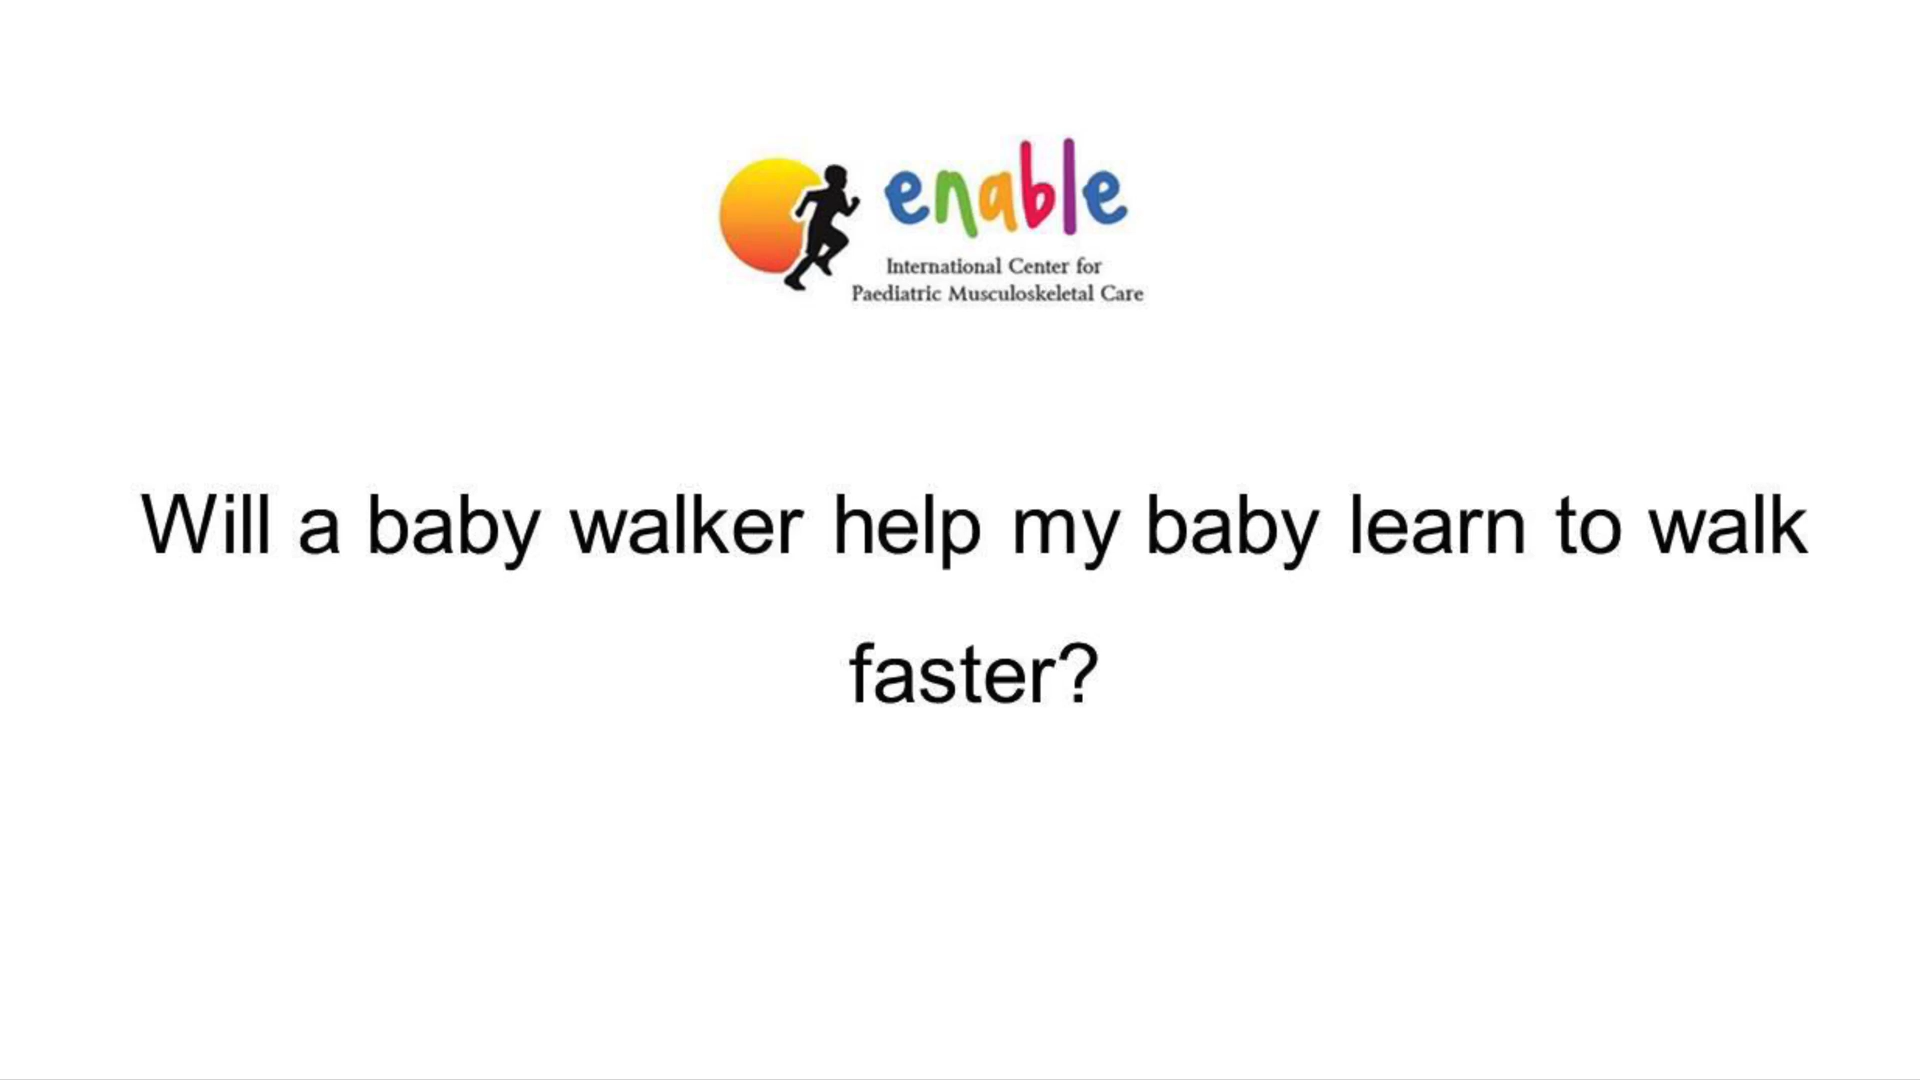 enable
International Center for
Paediatric Musculoskeletal Care
Will a baby walker help my baby learn to walk
faster?